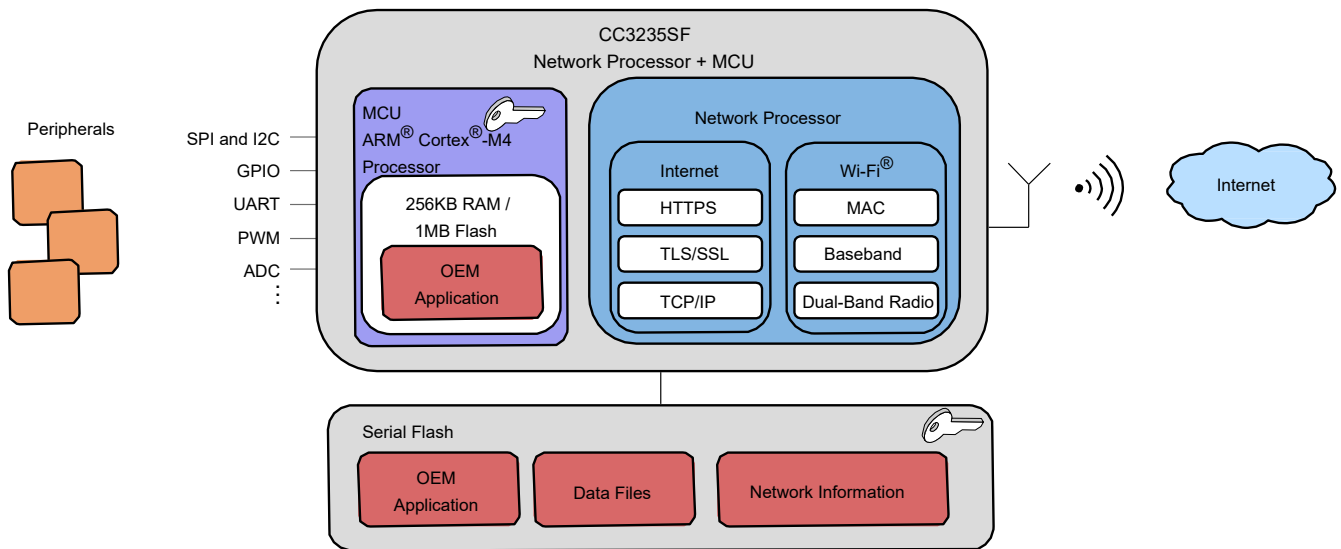 CC3235SF
Network Processor + MCU
Peripherals
SPI and I2C
GPIO
UART
PWM
ADC
⋮
MCU
ARM® Cortex®-M4
Processor
256KB RAM /
1MB Flash
OEM
Application
Network Processor
Internet
HTTPS
TLS/SSL
TCP/IP
Wi-Fi®
MAC
Baseband
Dual-Band Radio
Internet
Serial Flash
OEM
Application
Data Files
Network Information